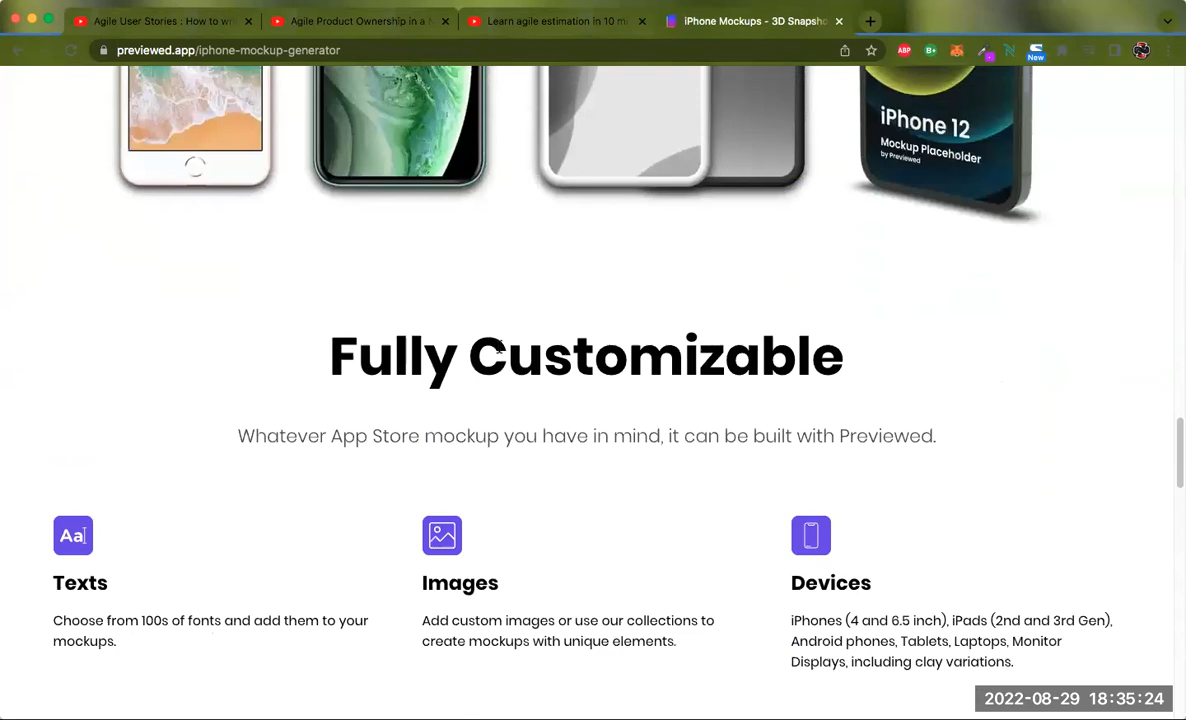 Agile User Stories : How to wri
Agile Product Ownership in a N
Learn agile estimation in 10 mi
iPhone Mockups - 3D Snapsho
previewed.app/iphone-mockup-generator
ABP
B+
New
iPhone 12
Mockup Placeholder
by Previewed
Fully Customizable
Whatever App Store mockup you have in mind, it can be built with Previewed.
Aa
Texts
Choose from 100s of fonts and add them to your
mockups.
Images
Add custom images or use our collections to
create mockups with unique elements.
Devices
iPhones (4 and 6.5 inch), iPads (2nd and 3rd Gen),
Android phones, Tablets, Laptops, Monitor
Displays, including clay variations.
2022-08-29 18:35:24